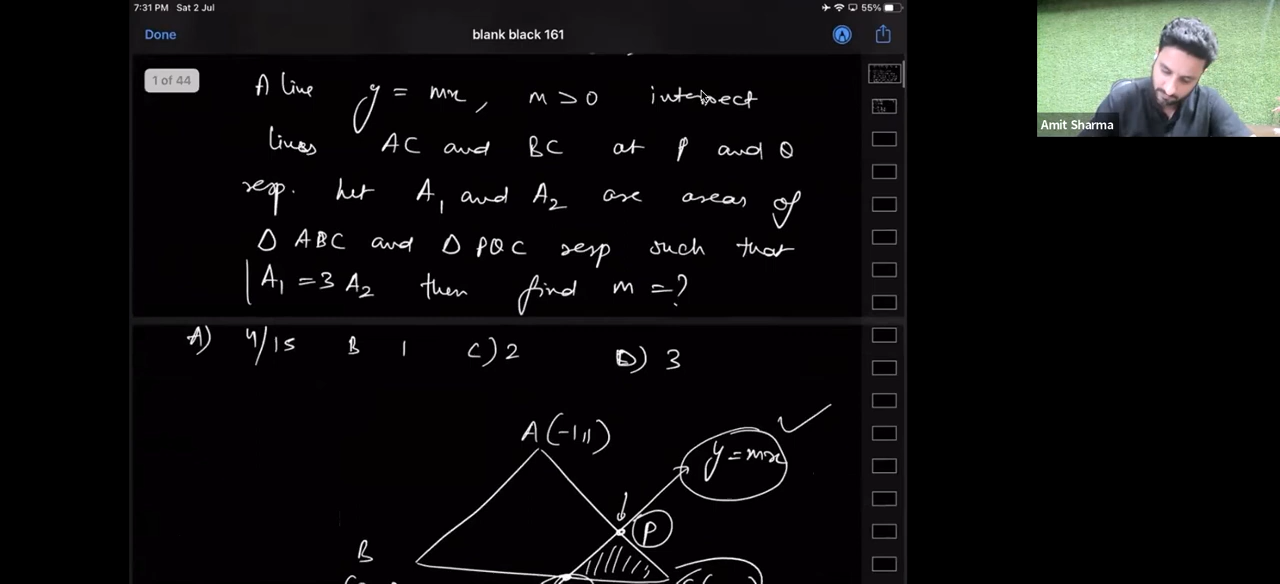 7:31 PM Sat 2 Jul
55%
Done
blank black 161
1 of 44
A line y = mx, m > 0 intersect
lines AC and BC at P and Q
resp. Let A₁ and A₂ are areas of
Δ ABC and Δ PQC resp such that
A₁ = 3 A₂ then find m = ?
A) 4/15 B 1 C) 2 D) 3
A (-1,1)
y = mx
P
B
Amit Sharma